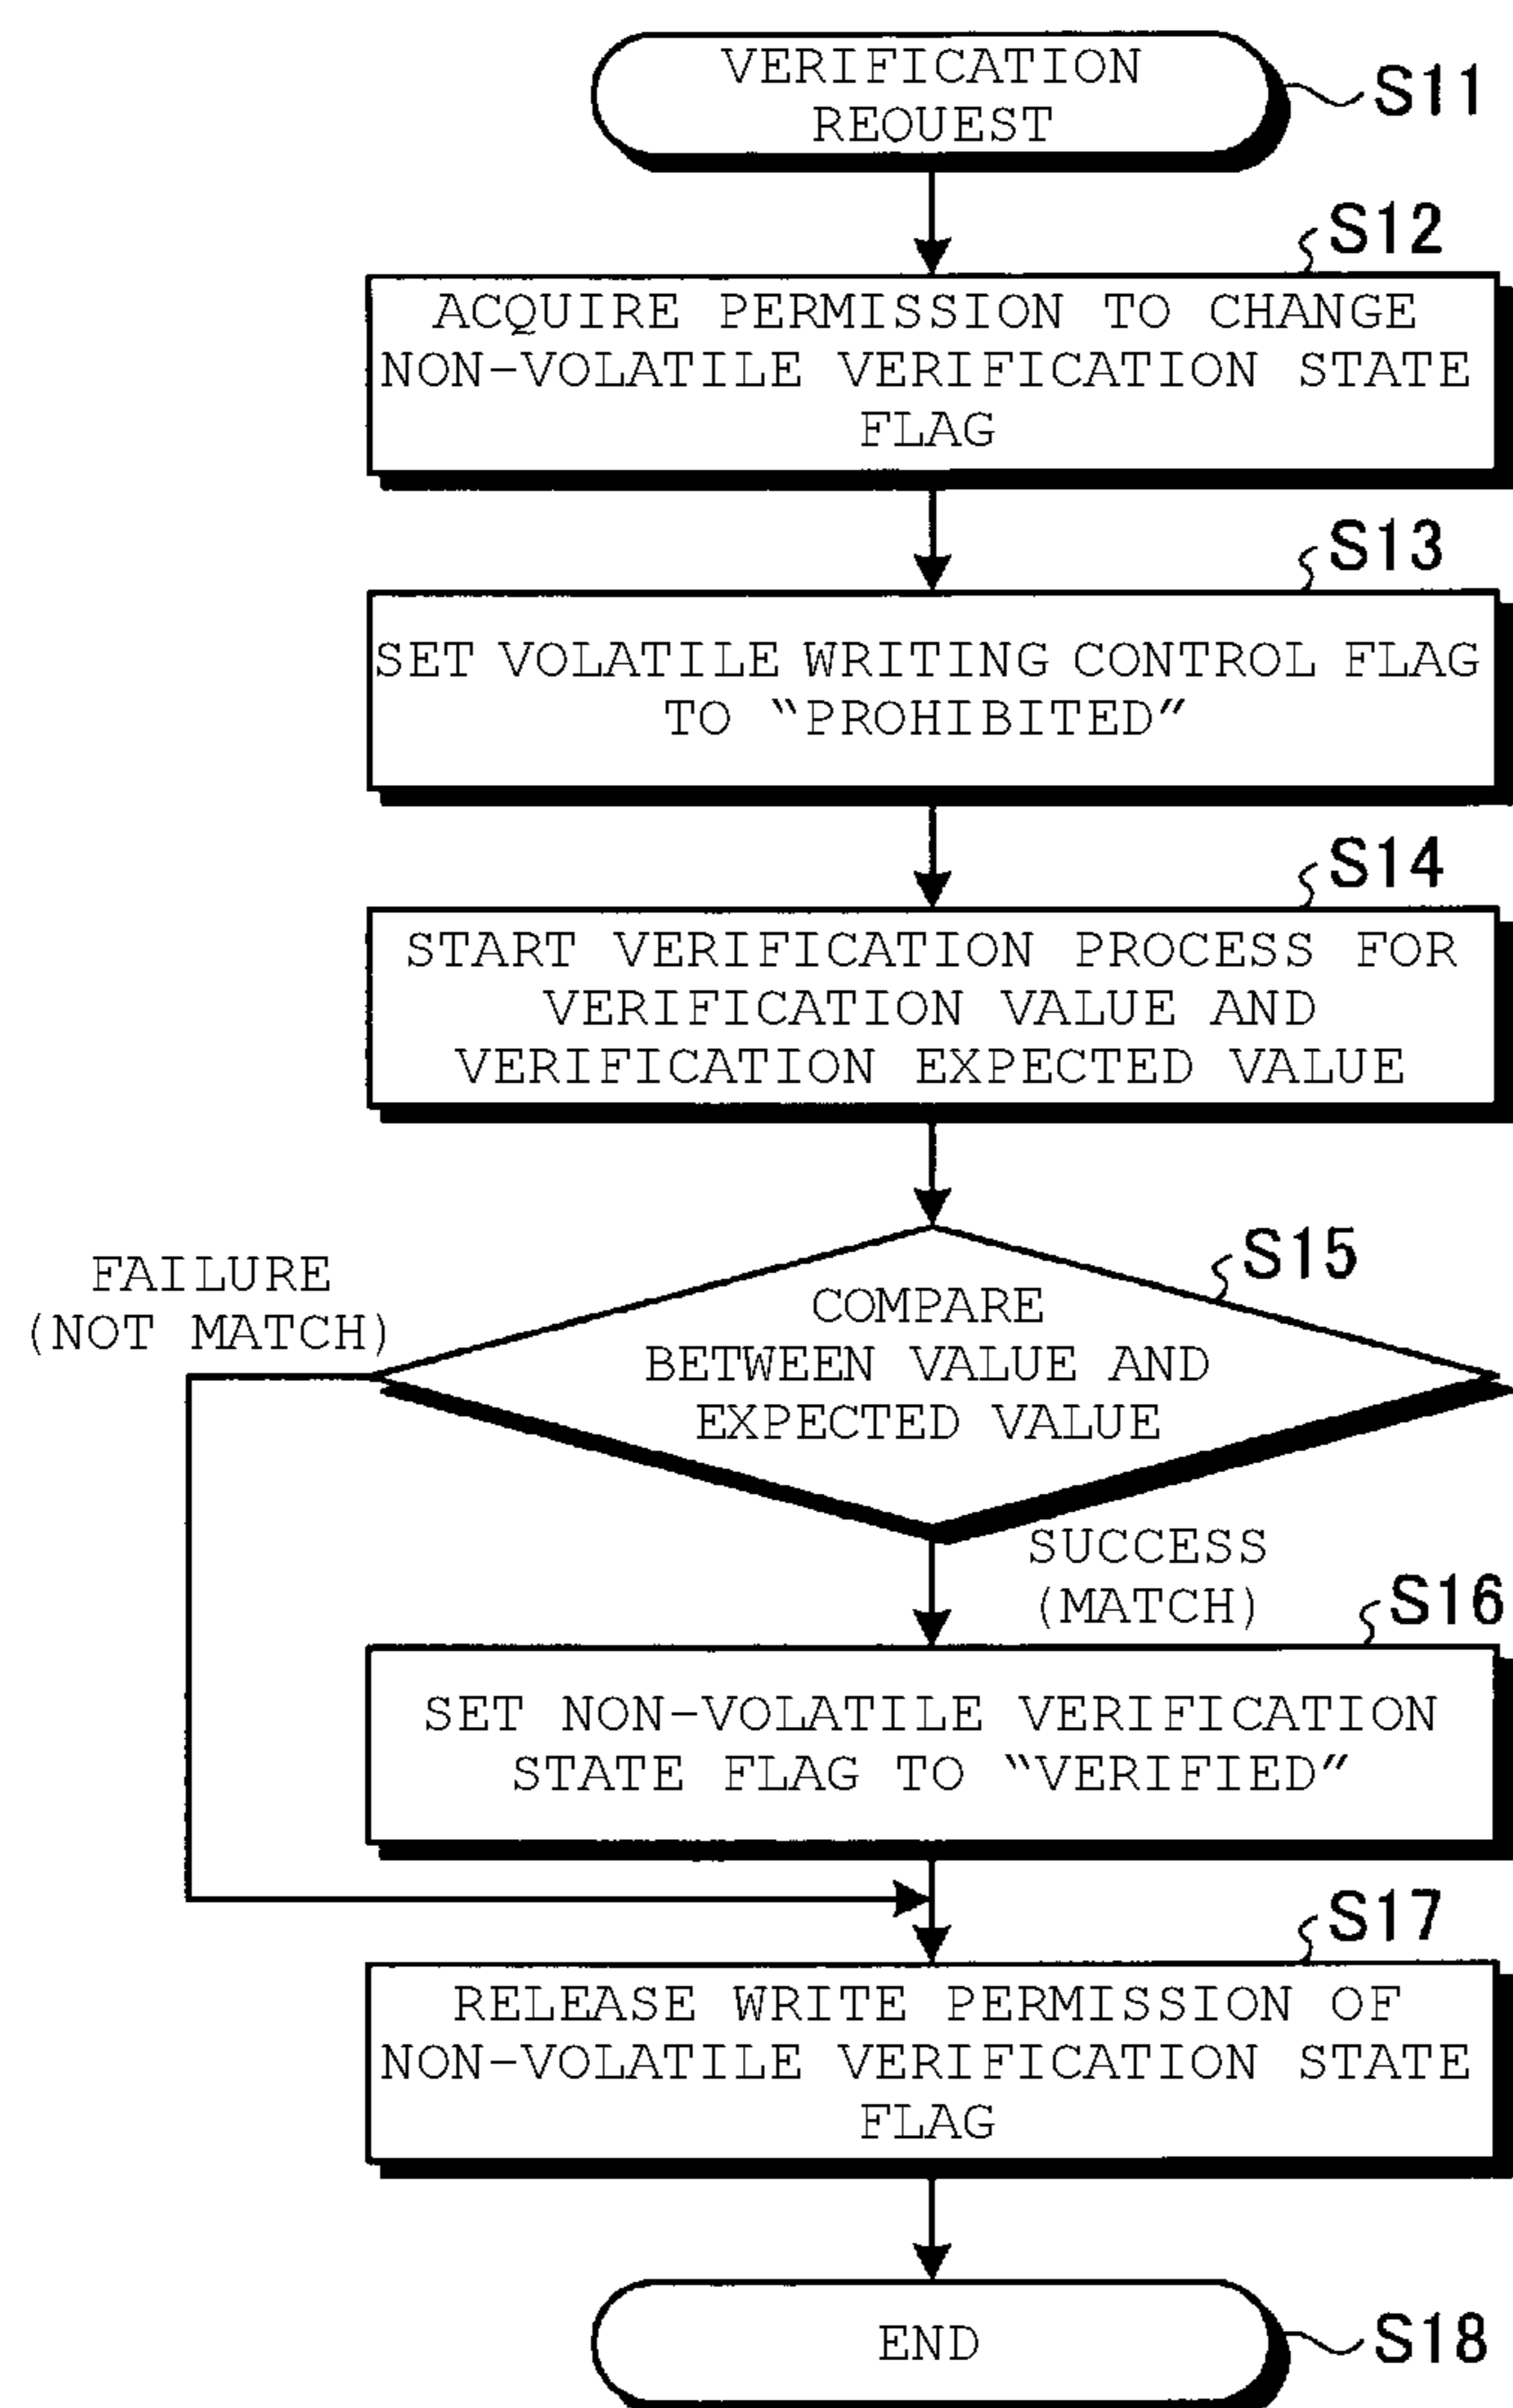 VERIFICATION
REQUEST
S11
S12
ACQUIRE PERMISSION TO CHANGE
NON-VOLATILE VERIFICATION STATE
FLAG
S13
SET VOLATILE WRITING CONTROL FLAG
TO “PROHIBITED”
S14
START VERIFICATION PROCESS FOR
VERIFICATION VALUE AND
VERIFICATION EXPECTED VALUE
FAILURE
(NOT MATCH)
S15
COMPARE
BETWEEN VALUE AND
EXPECTED VALUE
SUCCESS
(MATCH)
S16
SET NON-VOLATILE VERIFICATION
STATE FLAG TO “VERIFIED”
S17
RELEASE WRITE PERMISSION OF
NON-VOLATILE VERIFICATION STATE
FLAG
END
S18